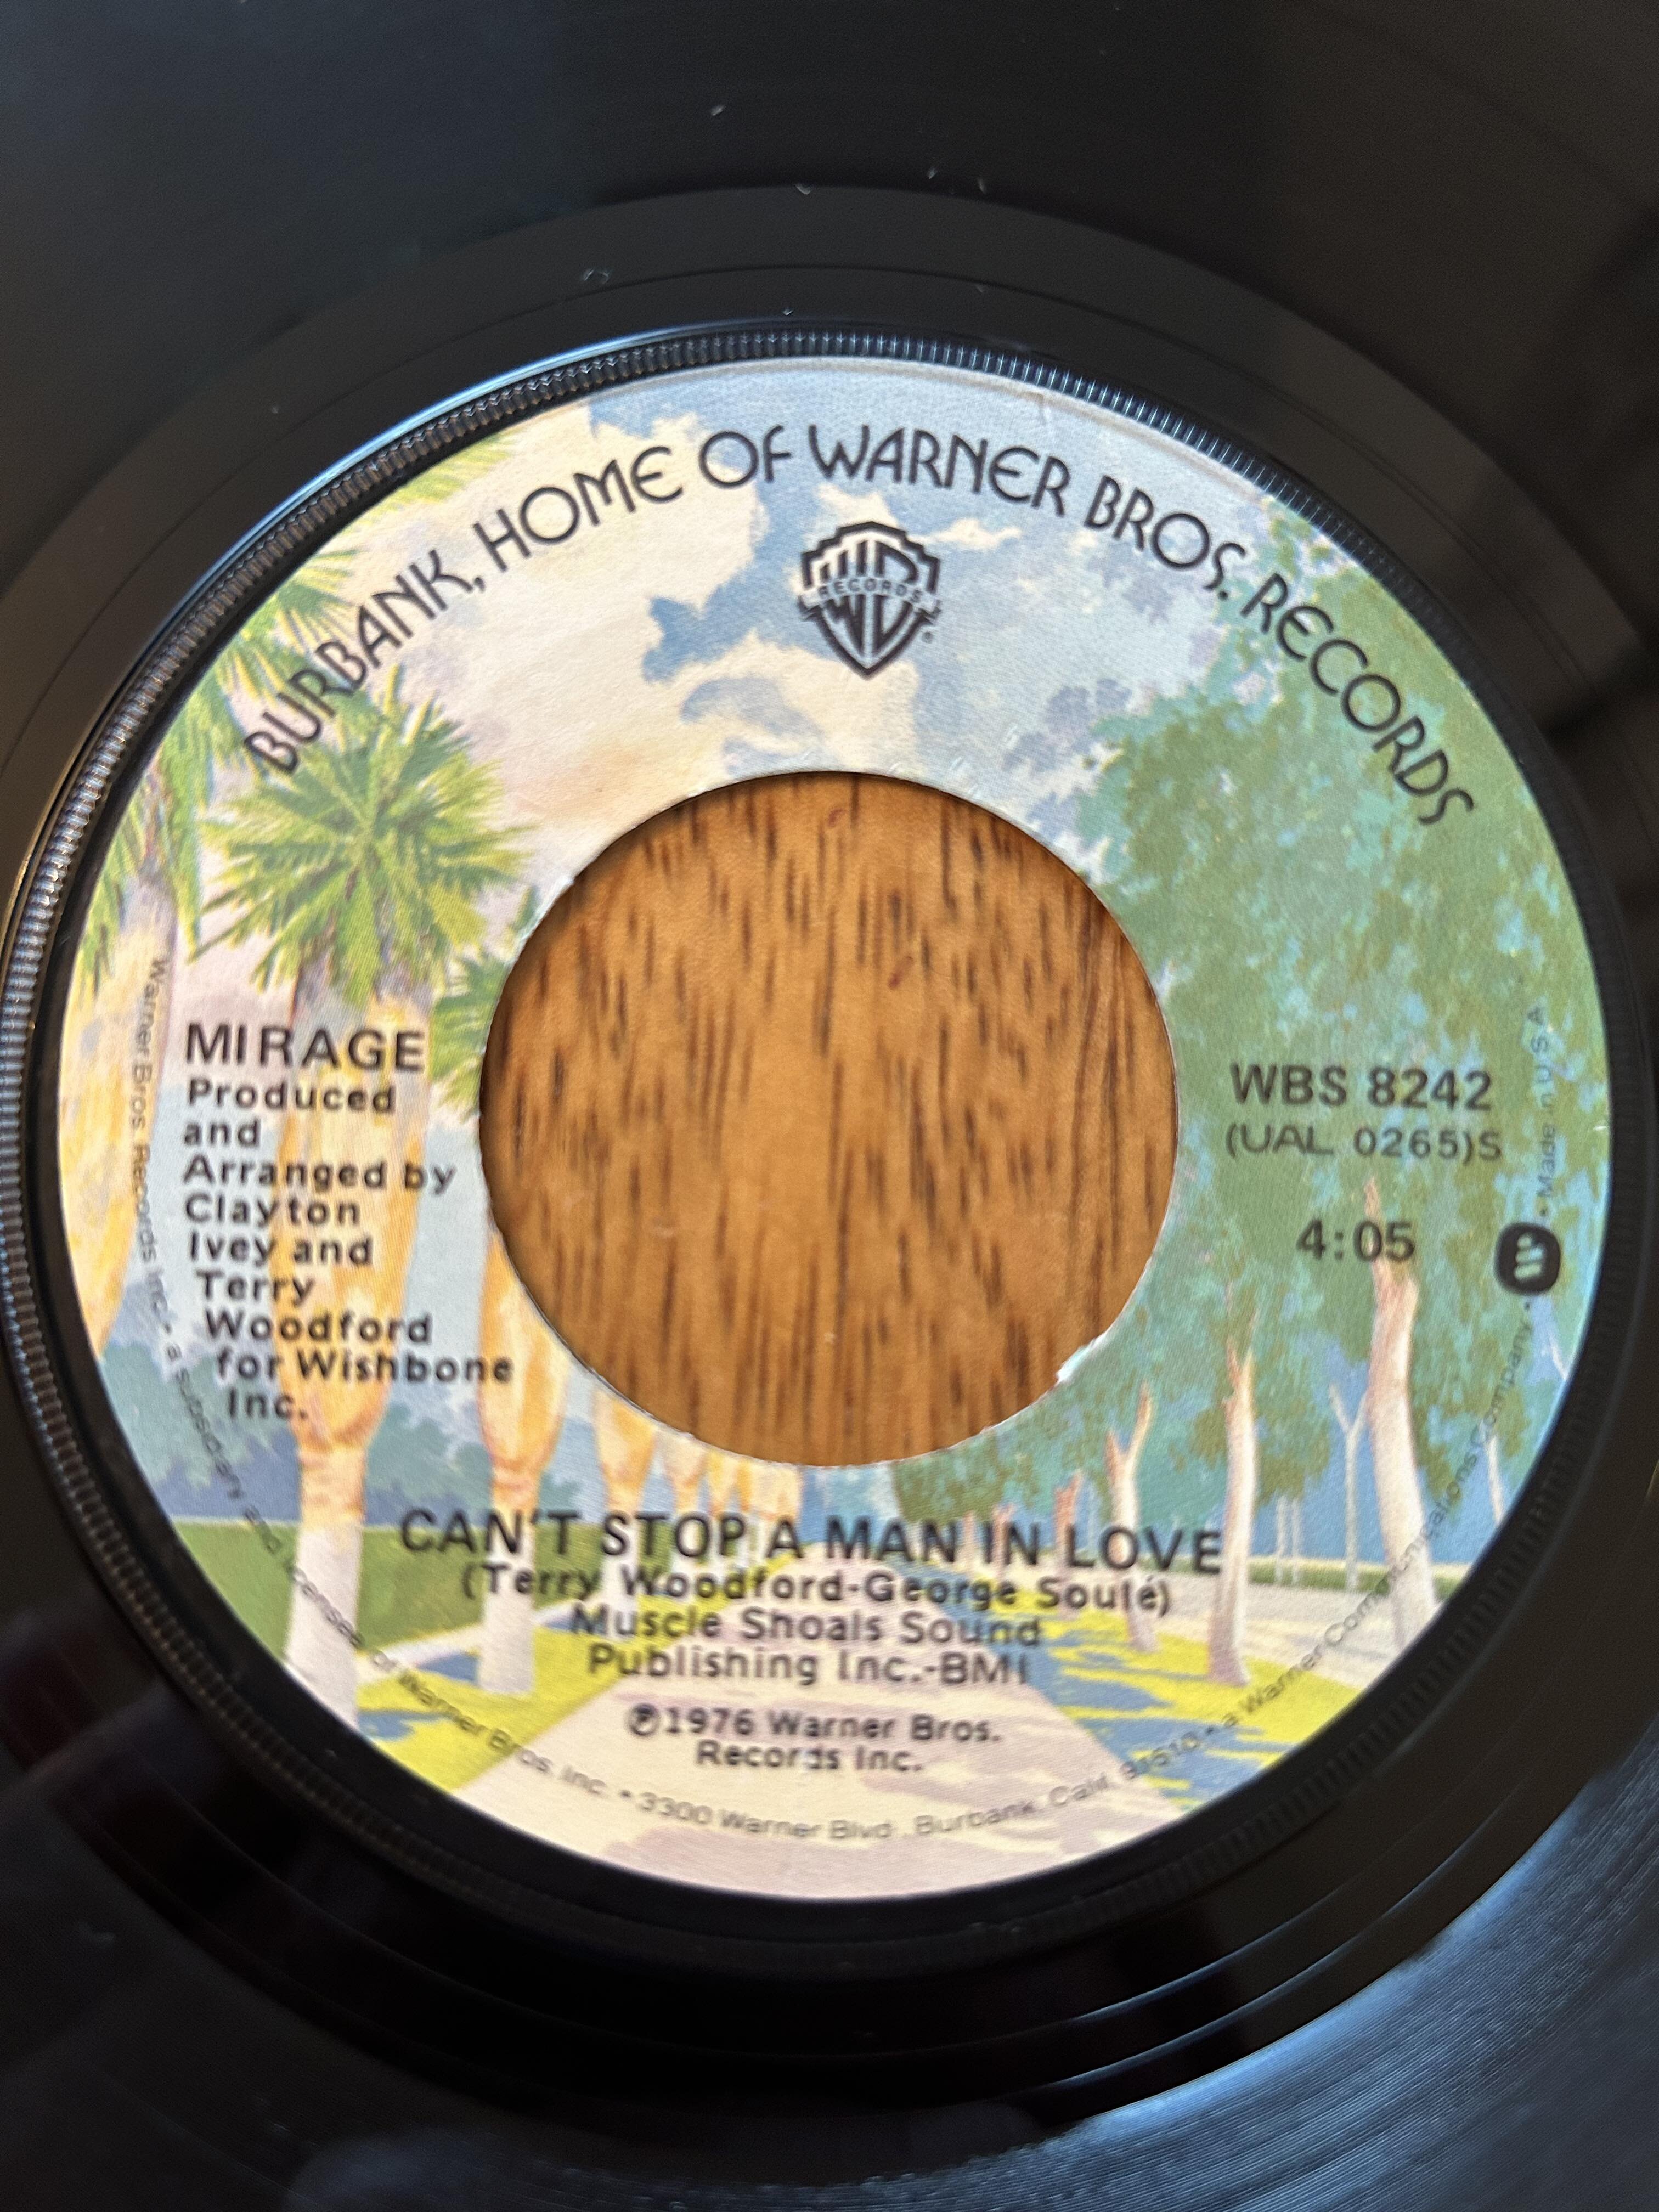 BURBANK, HOME OF WARNER BROS. RECORDS
RECORDS
MIRAGE
Produced
and
Arranged by
Clayton
Ivey and
Terry
Woodford
for Wishbone
Inc.
WBS 8242
(UAL 0265)S
4:05
CAN'T STOP A MAN IN LOVE
(Terry Woodford-George Soulé)
Muscle Shoals Sound
Publishing Inc.-BMI
℗1976 Warner Bros.
Records Inc.
Warner Bros. Records Inc. • a subsidiary and licensee of Warner Bros. Inc. • 3300 Warner Blvd., Burbank, Calif. 91510 • a Warner Communications Company • Made in U.S.A.